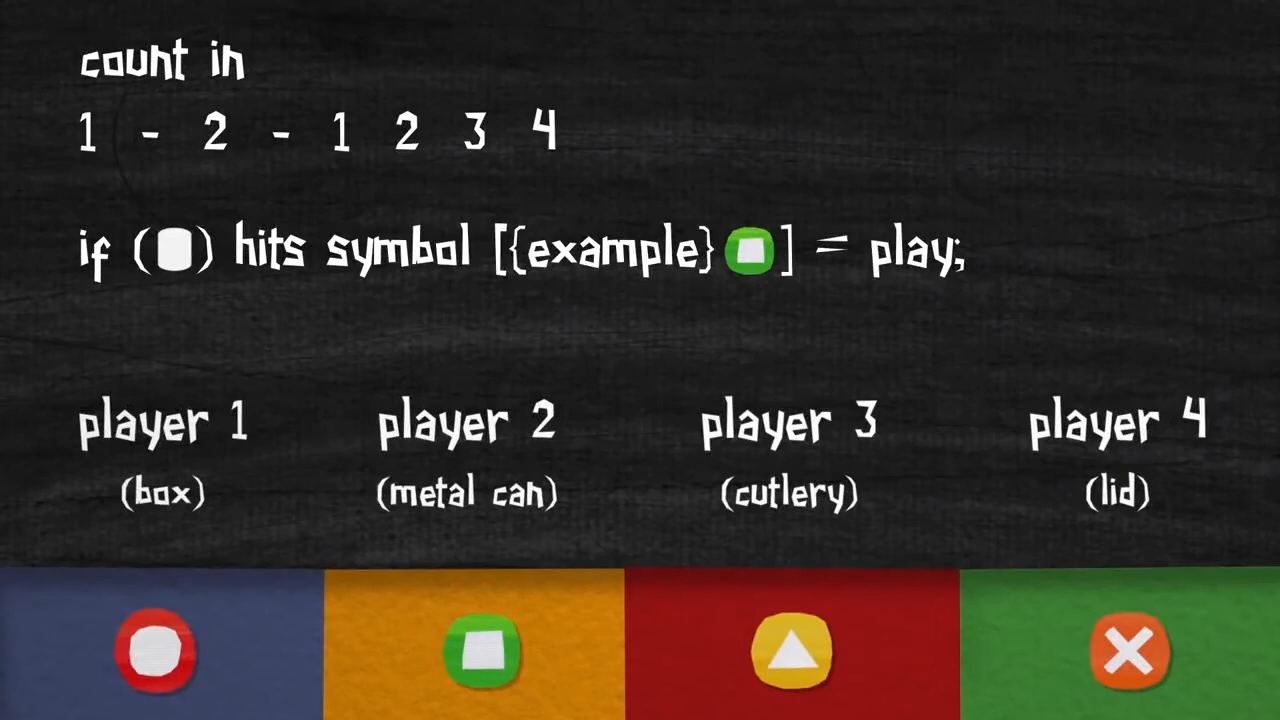 count in
1 - 2 - 1 2 3 4
if ( ) hits symbol [{example} ] = play;
player 1 player 2 player 3 player 4
(box) (metal can) (cutlery) (lid)